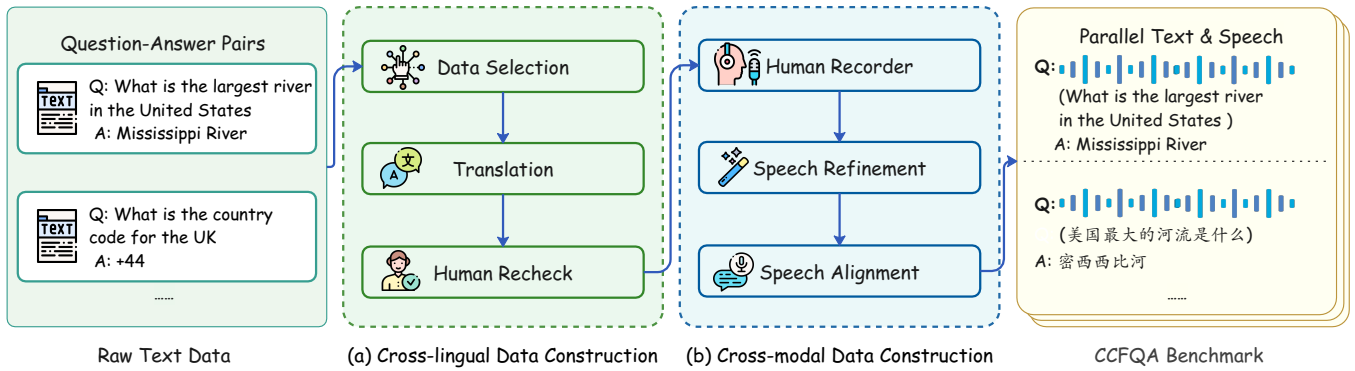 Question-Answer Pairs
TEXT
Q: What is the largest river
in the United States
A: Mississippi River
TEXT
Q: What is the country
code for the UK
A: +44
......
Raw Text Data
Data Selection
文
A
Translation
Human Recheck
(a) Cross-lingual Data Construction
Human Recorder
Speech Refinement
Speech Alignment
(b) Cross-modal Data Construction
Parallel Text & Speech
Q:
(What is the largest river
in the United States )
A: Mississippi River
Q:
(美国最大的河流是什么)
A: 密西西比河
......
CCFQA Benchmark